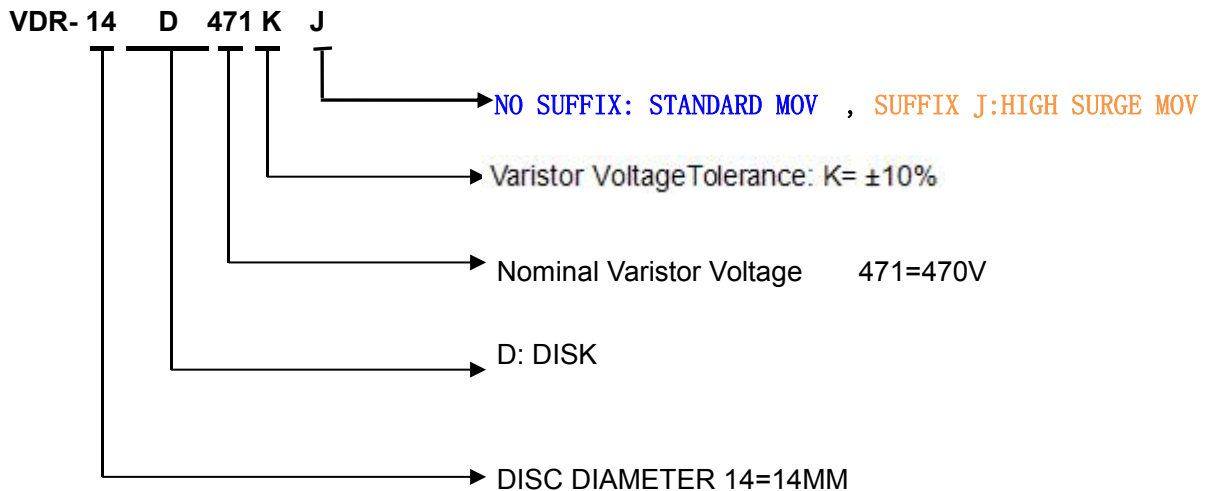 VDR- 14 D 471 K J
NO SUFFIX: STANDARD MOV , SUFFIX J:HIGH SURGE MOV
Varistor VoltageTolerance: K= ±10%
Nominal Varistor Voltage 471=470V
D: DISK
DISC DIAMETER 14=14MM